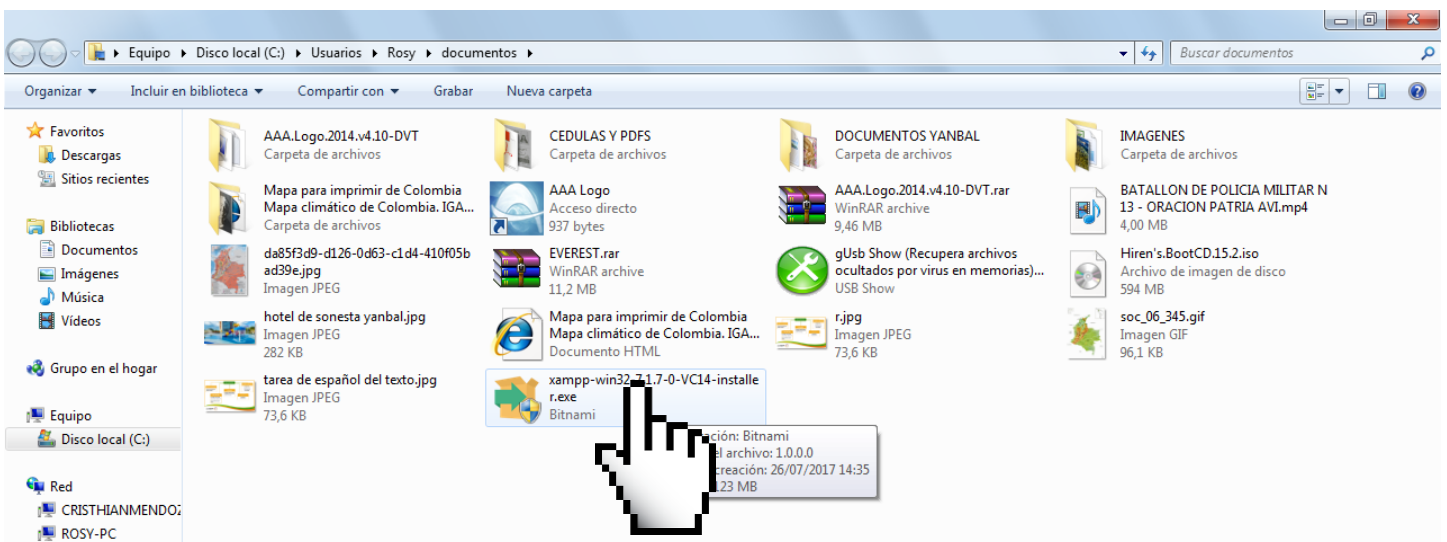 Equipo Disco local (C:) Usuarios Rosy documentos
Buscar documentos
Organizar Incluir en biblioteca Compartir con Grabar Nueva carpeta
Favoritos
Descargas
Sitios recientes
Bibliotecas
Documentos
Imágenes
Música
Vídeos
Grupo en el hogar
Equipo
Disco local (C:)
Red
CRISTHIANMENDOZ
ROSY-PC
AAA.Logo.2014.v4.10-DVT
Carpeta de archivos
CEDULAS Y PDFS
Carpeta de archivos
DOCUMENTOS YANBAL
Carpeta de archivos
IMAGENES
Carpeta de archivos
Mapa para imprimir de Colombia
Mapa climático de Colombia. IGA...
Carpeta de archivos
AAA Logo
Acceso directo
937 bytes
AAA.Logo.2014.v4.10-DVT.rar
WinRAR archive
9,46 MB
BATALLON DE POLICIA MILITAR N
13 - ORACION PATRIA AVI.mp4
4,00 MB
da85f3d9-d126-0d63-c1d4-410f05b
ad39e.jpg
Imagen JPEG
EVEREST.rar
WinRAR archive
11,2 MB
gUsb Show (Recupera archivos
ocultados por virus en memorias)...
USB Show
Hiren's.BootCD.15.2.iso
Archivo de imagen de disco
594 MB
hotel de sonesta yanbal.jpg
Imagen JPEG
282 KB
Mapa para imprimir de Colombia
Mapa climático de Colombia. IGA...
Documento HTML
r.jpg
Imagen JPEG
73,6 KB
soc_06_345.gif
Imagen GIF
96,1 KB
tarea de español del texto.jpg
Imagen JPEG
73,6 KB
xampp-win32-7.1.7-0-VC14-installe
r.exe
Bitnami
ación: Bitnami
el archivo: 1.0.0.0
creación: 26/07/2017 14:35
123 MB